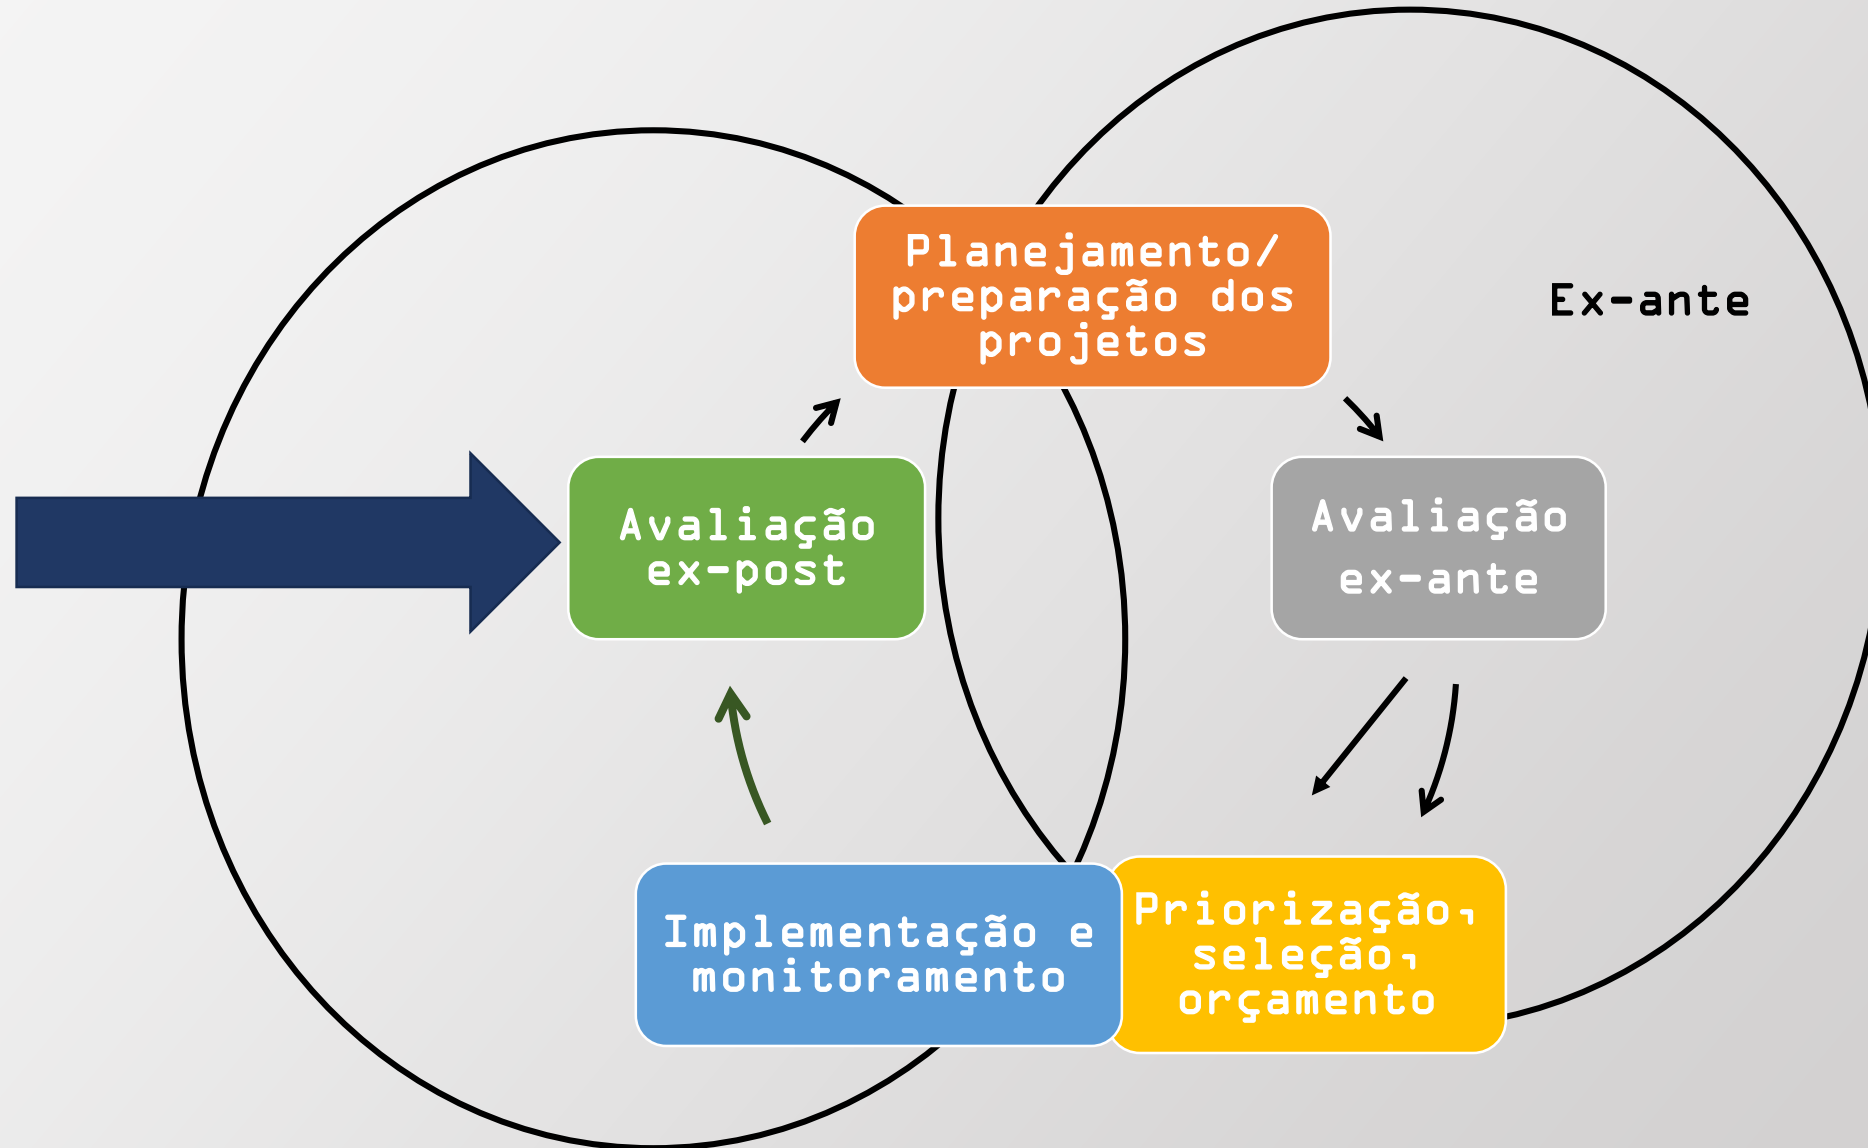 Planejamento/
preparação dos
projetos
Ex-ante
Avaliação
ex-post
Avaliação
ex-ante
Implementação e
monitoramento
Priorização,
seleção,
orçamento